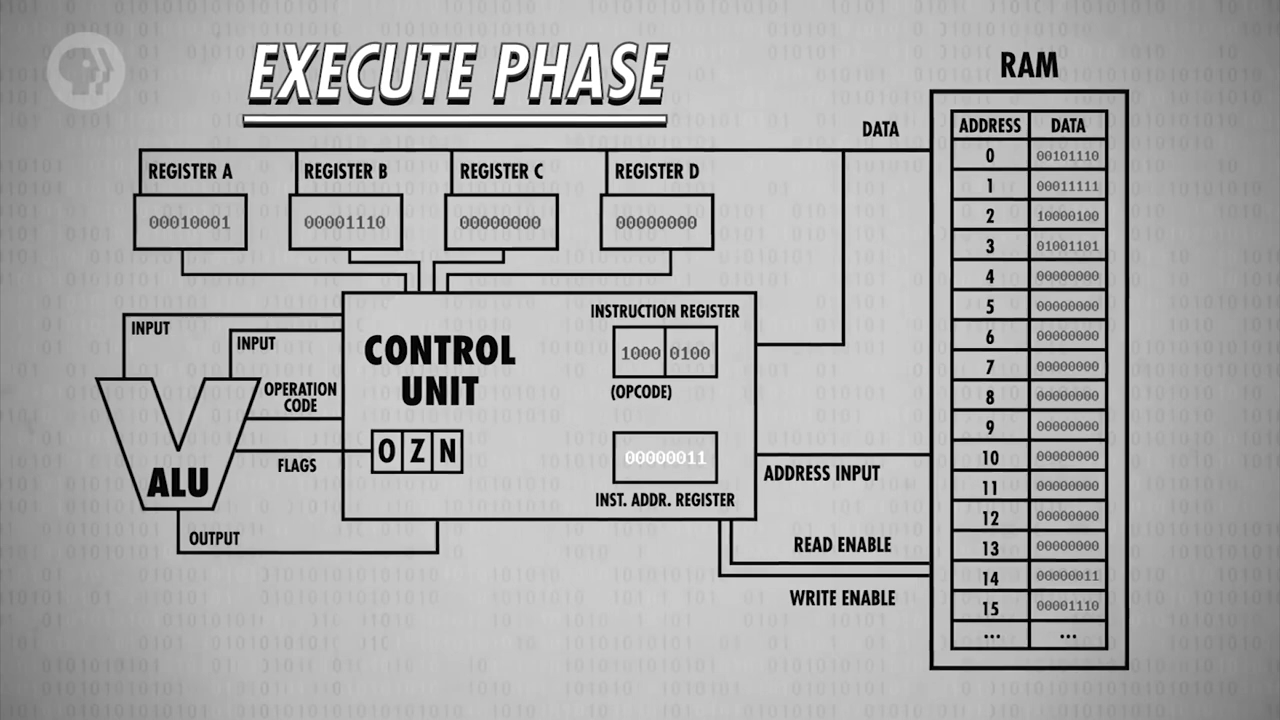 EXECUTE PHASE
RAM
DATA
ADDRESS DATA
0 00101110
1 00011111
2 10000100
3 01001101
4 00000000
5 00000000
6 00000000
7 00000000
8 00000000
9 00000000
10 00000000
11 00000000
12 00000000
13 00000000
14 00000011
15 00001110
... ...
REGISTER A
00010001
REGISTER B
00001110
REGISTER C
00000000
REGISTER D
00000000
INPUT
INPUT
OPERATION
CODE
FLAGS
ALU
OUTPUT
CONTROL
UNIT
O Z N
INSTRUCTION REGISTER
1000 0100
(OPCODE)
00000011
INST. ADDR. REGISTER
ADDRESS INPUT
READ ENABLE
WRITE ENABLE